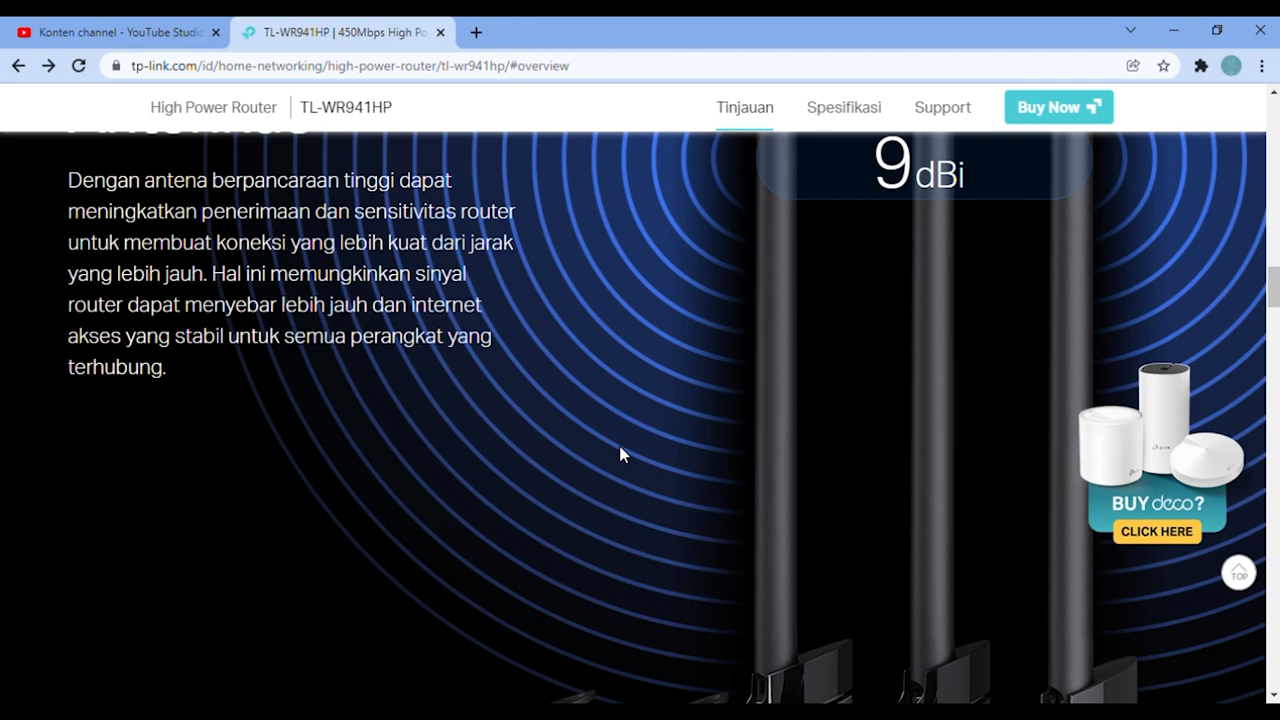 Konten channel - YouTube Studio
TL-WR941HP | 450Mbps High Po
tp-link.com/id/home-networking/high-power-router/tl-wr941hp/#overview
High Power Router
TL-WR941HP
Tinjauan
Spesifikasi
Support
Buy Now
Dengan antena berpancaraan tinggi dapat
meningkatkan penerimaan dan sensitivitas router
untuk membuat koneksi yang lebih kuat dari jarak
yang lebih jauh. Hal ini memungkinkan sinyal
router dapat menyebar lebih jauh dan internet
akses yang stabil untuk semua perangkat yang
terhubung.
9 dBi
BUY deco?
CLICK HERE
TOP